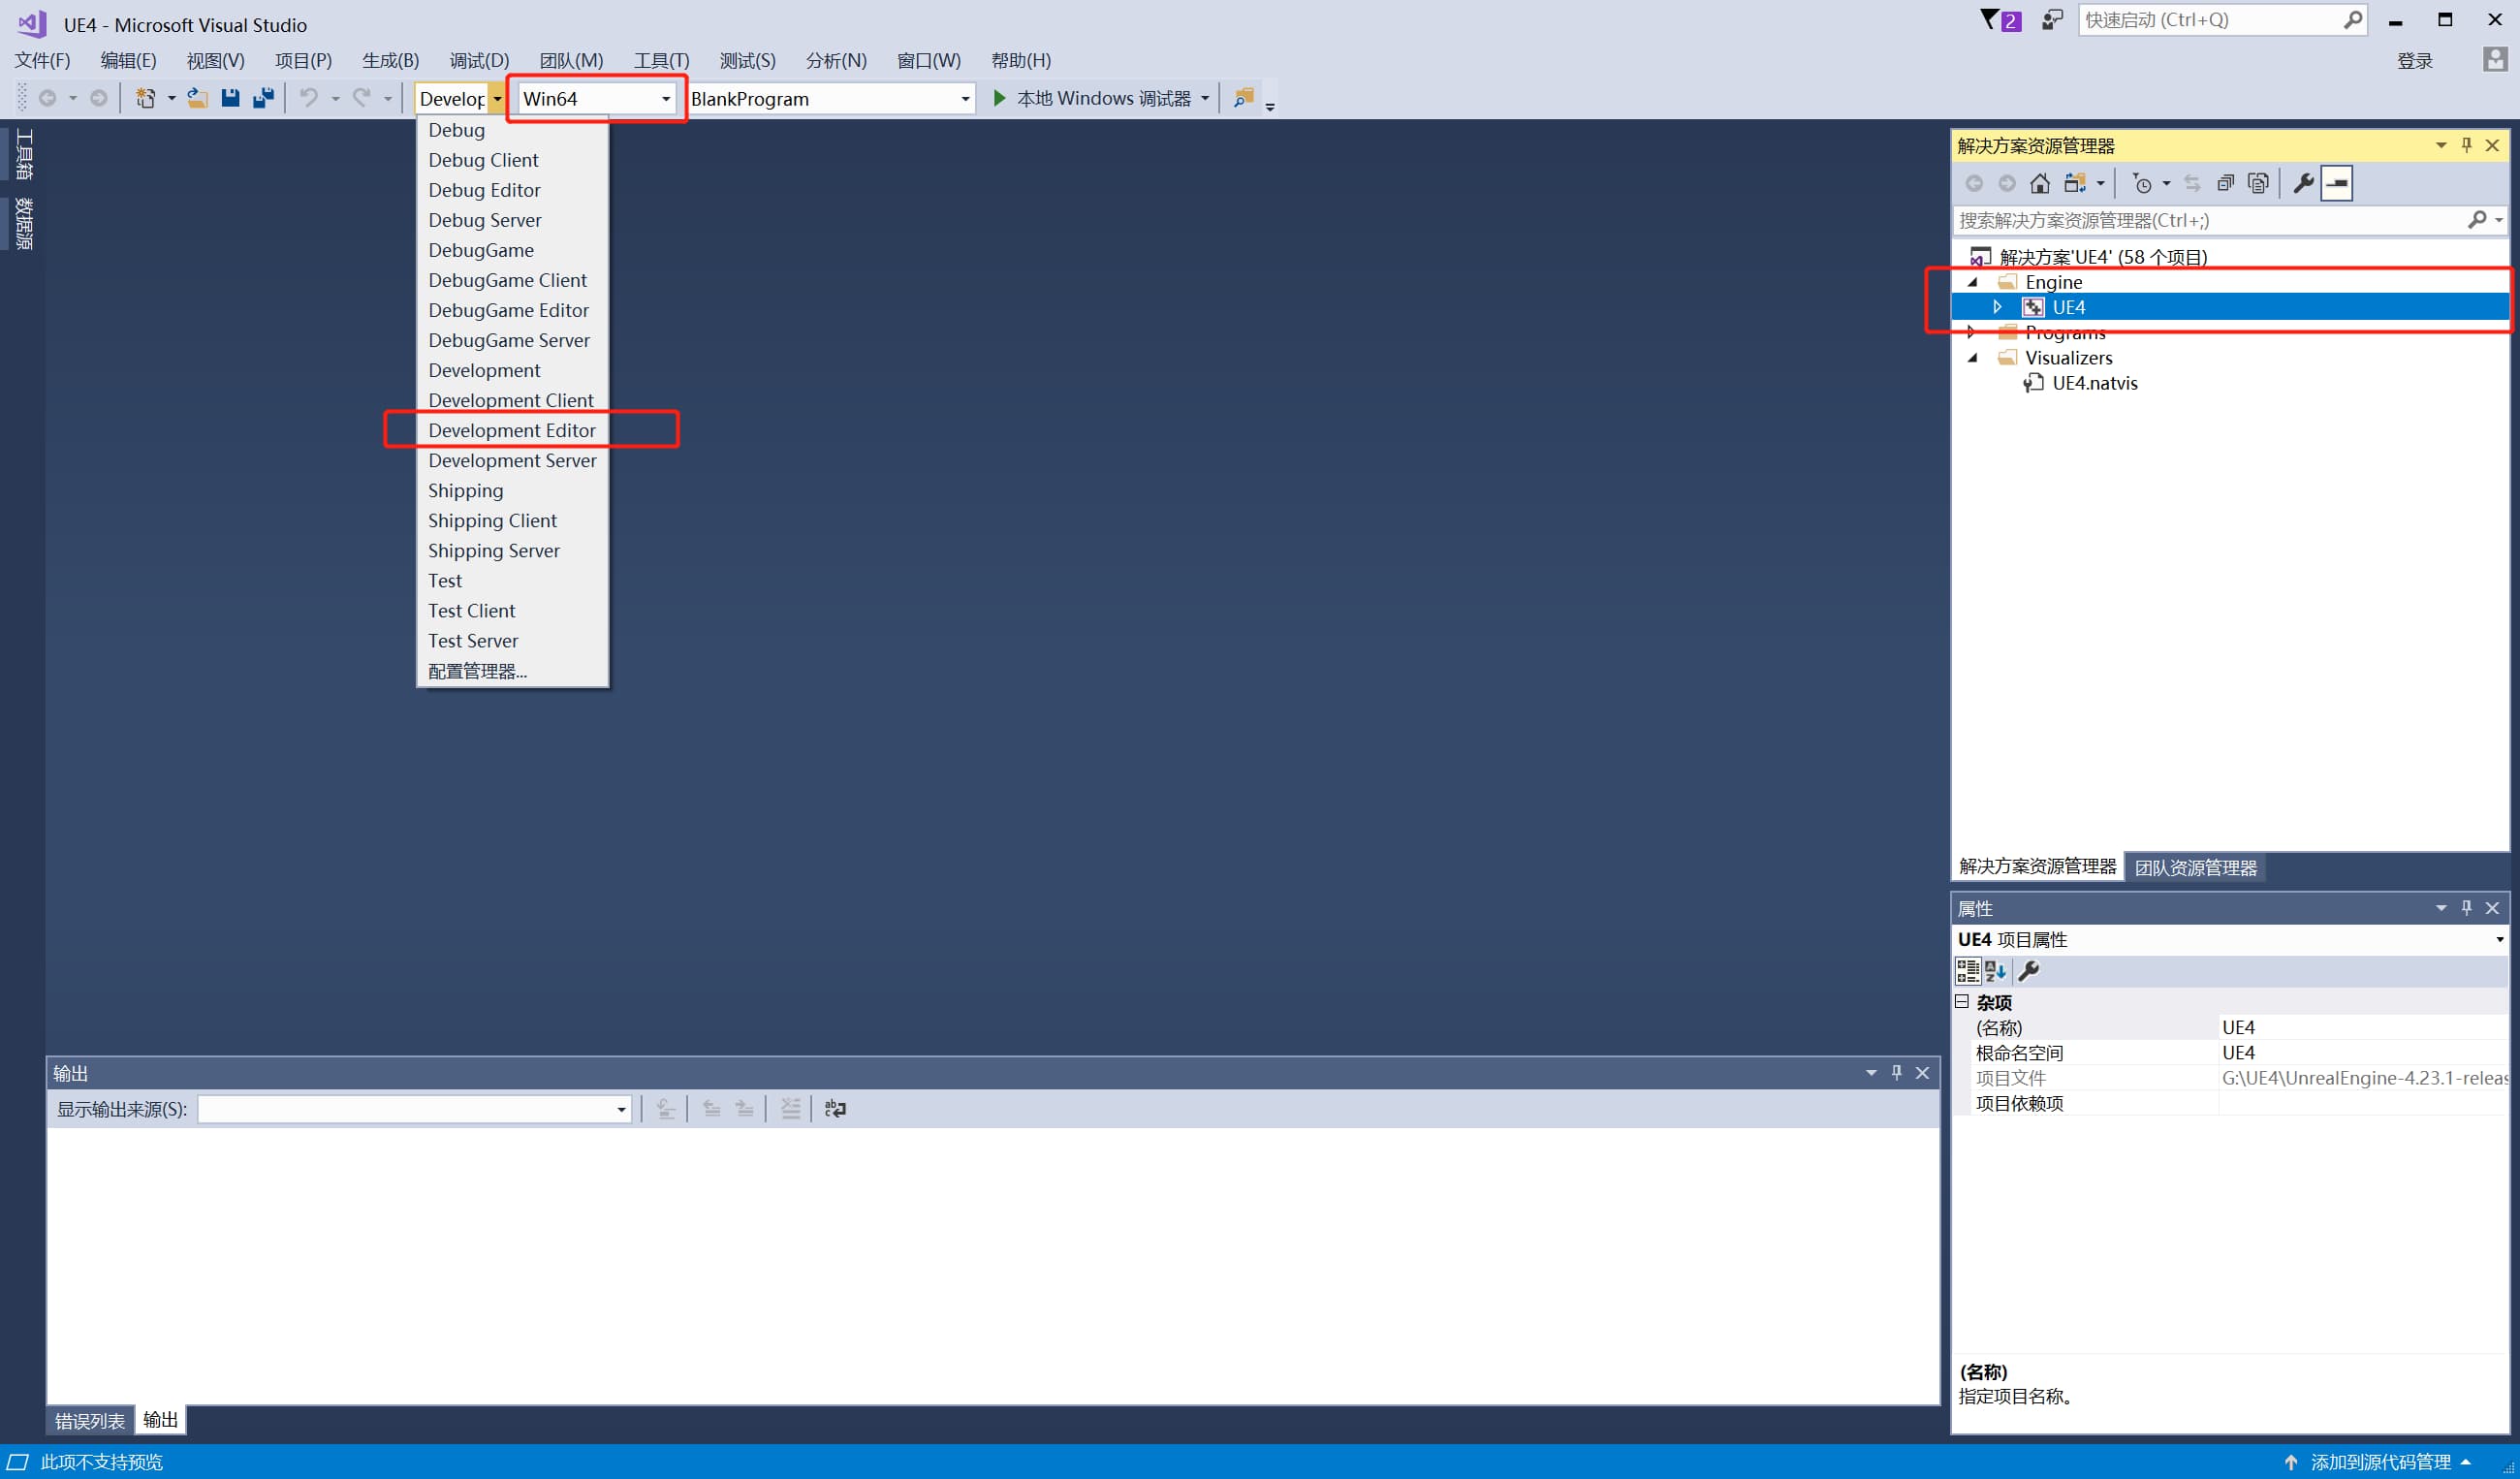 UE4 - Microsoft Visual Studio
2
快速启动 (Ctrl+Q)
文件(F) 编辑(E) 视图(V) 项目(P) 生成(B) 调试(D) 团队(M) 工具(T) 测试(S) 分析(N) 窗口(W) 帮助(H)
登录
Develop Win64 BlankProgram 本地 Windows 调试器
工具箱
数据源
Debug
Debug Client
Debug Editor
Debug Server
DebugGame
DebugGame Client
DebugGame Editor
DebugGame Server
Development
Development Client
Development Editor
Development Server
Shipping
Shipping Client
Shipping Server
Test
Test Client
Test Server
配置管理器...
解决方案资源管理器
搜索解决方案资源管理器(Ctrl+;)
解决方案'UE4' (58 个项目)
Engine
UE4
Programs
Visualizers
UE4.natvis
解决方案资源管理器 团队资源管理器
属性
UE4 项目属性
杂项
(名称) UE4
根命名空间 UE4
项目文件 G:\UE4\UnrealEngine-4.23.1-releas
项目依赖项
(名称)
指定项目名称。
输出
显示输出来源(S):
错误列表 输出
此项不支持预览
添加到源代码管理